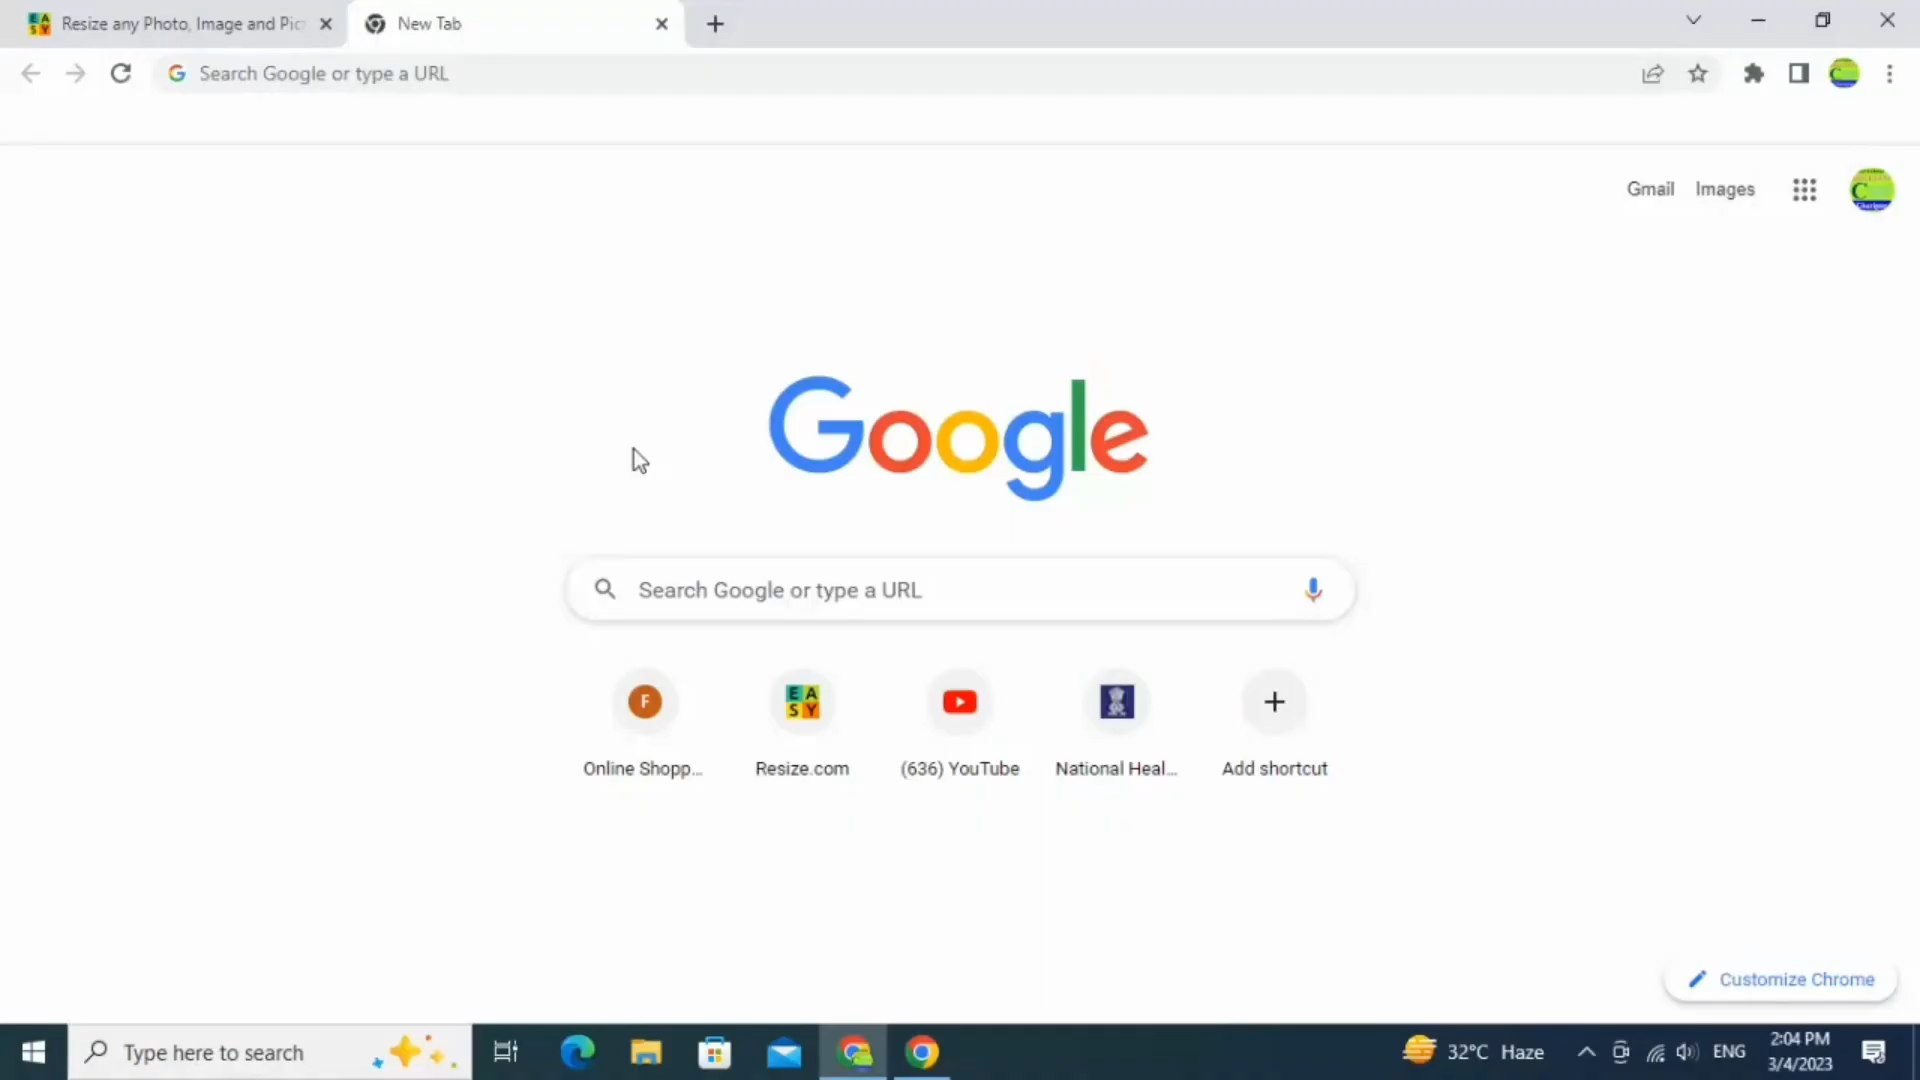 Resize any Photo, Image and Pic
New Tab
Search Google or type a URL
Gmail
Images
Google
Search Google or type a URL
F
EA
SY
Online Shopp...
Resize.com
(636) YouTube
National Heal...
Add shortcut
Customize Chrome
Type here to search
32°C Haze
ENG
2:04 PM
3/4/2023